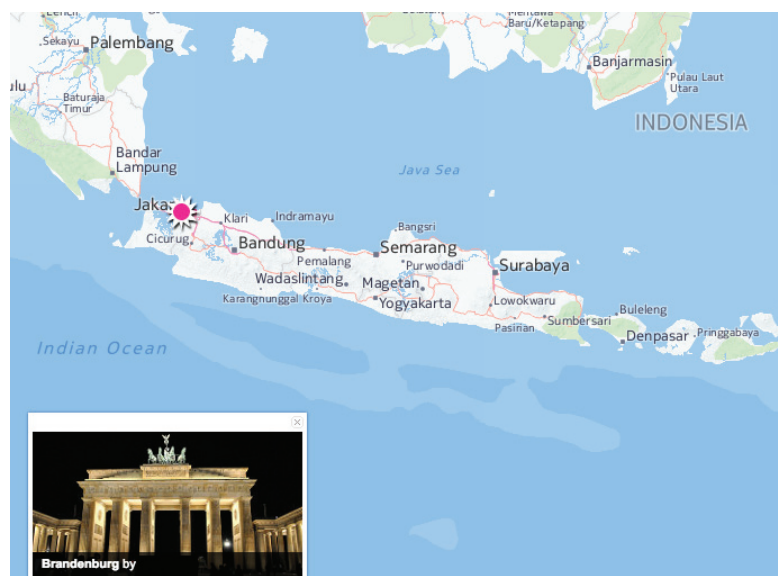 Sekayu
Palembang
Mentawa
Baru/Ketapang
Banjarmasin
Pulau Laut
Utara
Baturaja
Timur
INDONESIA
Bandar
Lampung
Java Sea
Klari
Indramayu
Cicurug
Bandung
Bangsri
Semarang
Purwodadi
Pemalang
Surabaya
Wadaslintang
Magetan
Karangnunggal
Kroya
Yogyakarta
Lowokwaru
Pasirian
Sumbersari
Buleleng
Denpasar
Pringgabaya
Indian Ocean
Brandenburg by